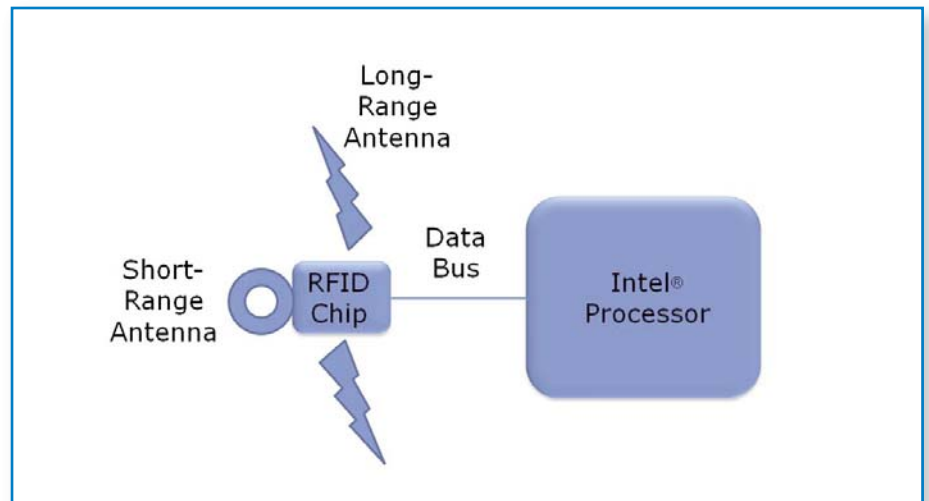 Long-
Range
Antenna
Short-
Range
Antenna
RFID
Chip
Data
Bus
Intel®
Processor